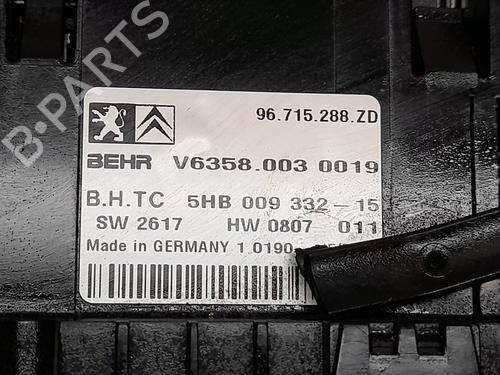 96.715.288.ZD
BEHR V6358.003 0019
B.H.TC 5HB 009 332-15
SW 2617 HW 0807 011
Made in GERMANY 1 0190
B-PARTS